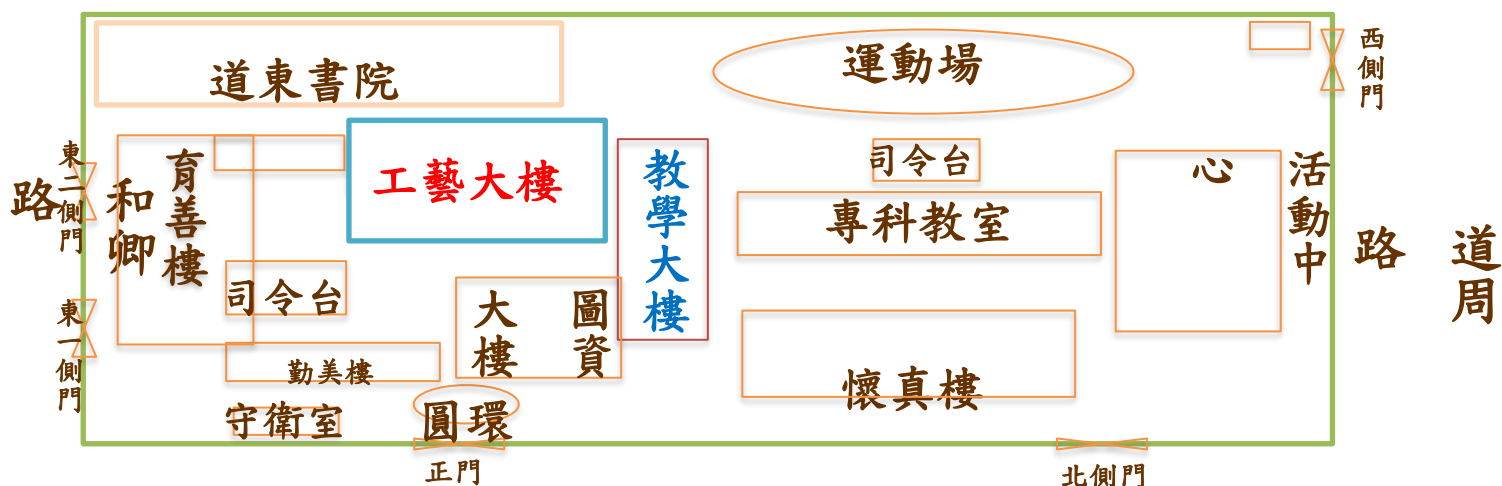 道東書院
運動場
西側門
東二側門
和卿
路
育善樓
工藝大樓
教學大樓
司令台
專科教室
活動中
心
道周
路
司令台
圖資
大樓
東一側門
勤美樓
懷真樓
守衛室
圓環
正門
北側門